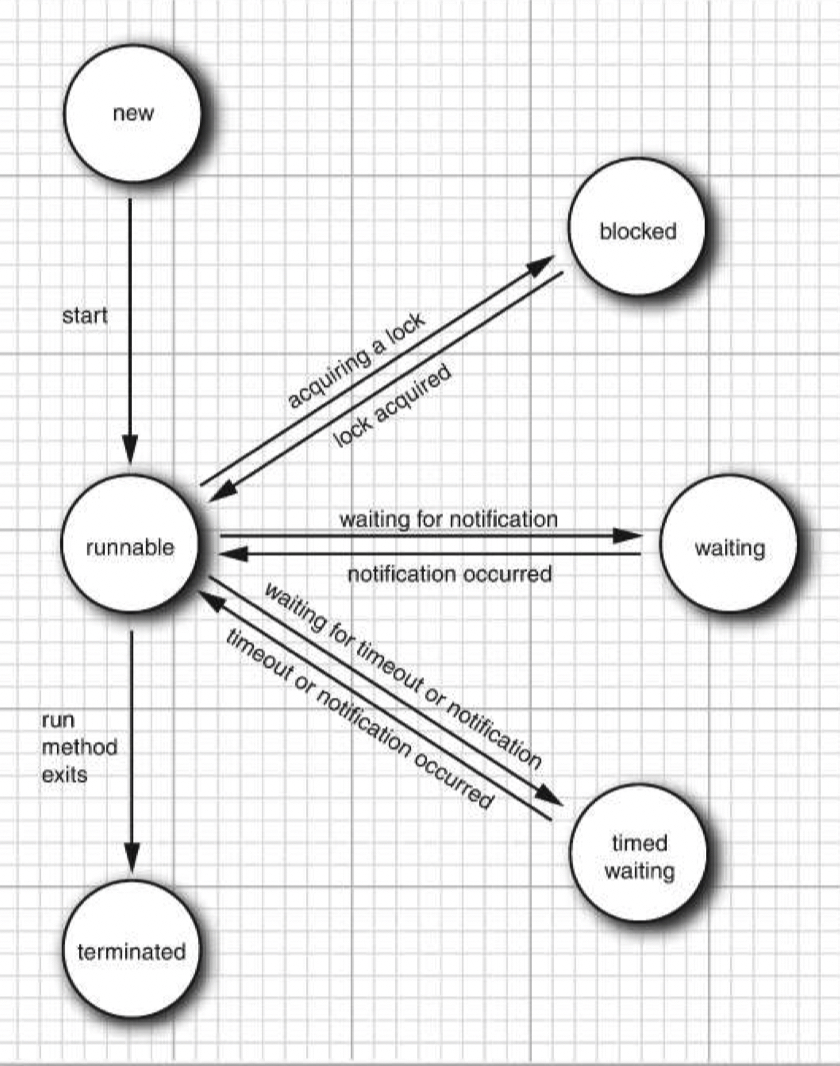 new
blocked
start
acquiring a lock
lock acquired
waiting for notification
runnable
waiting
notification occurred
waiting for timeout or notification
timeout or notification occurred
run
method
exits
timed
waiting
terminated